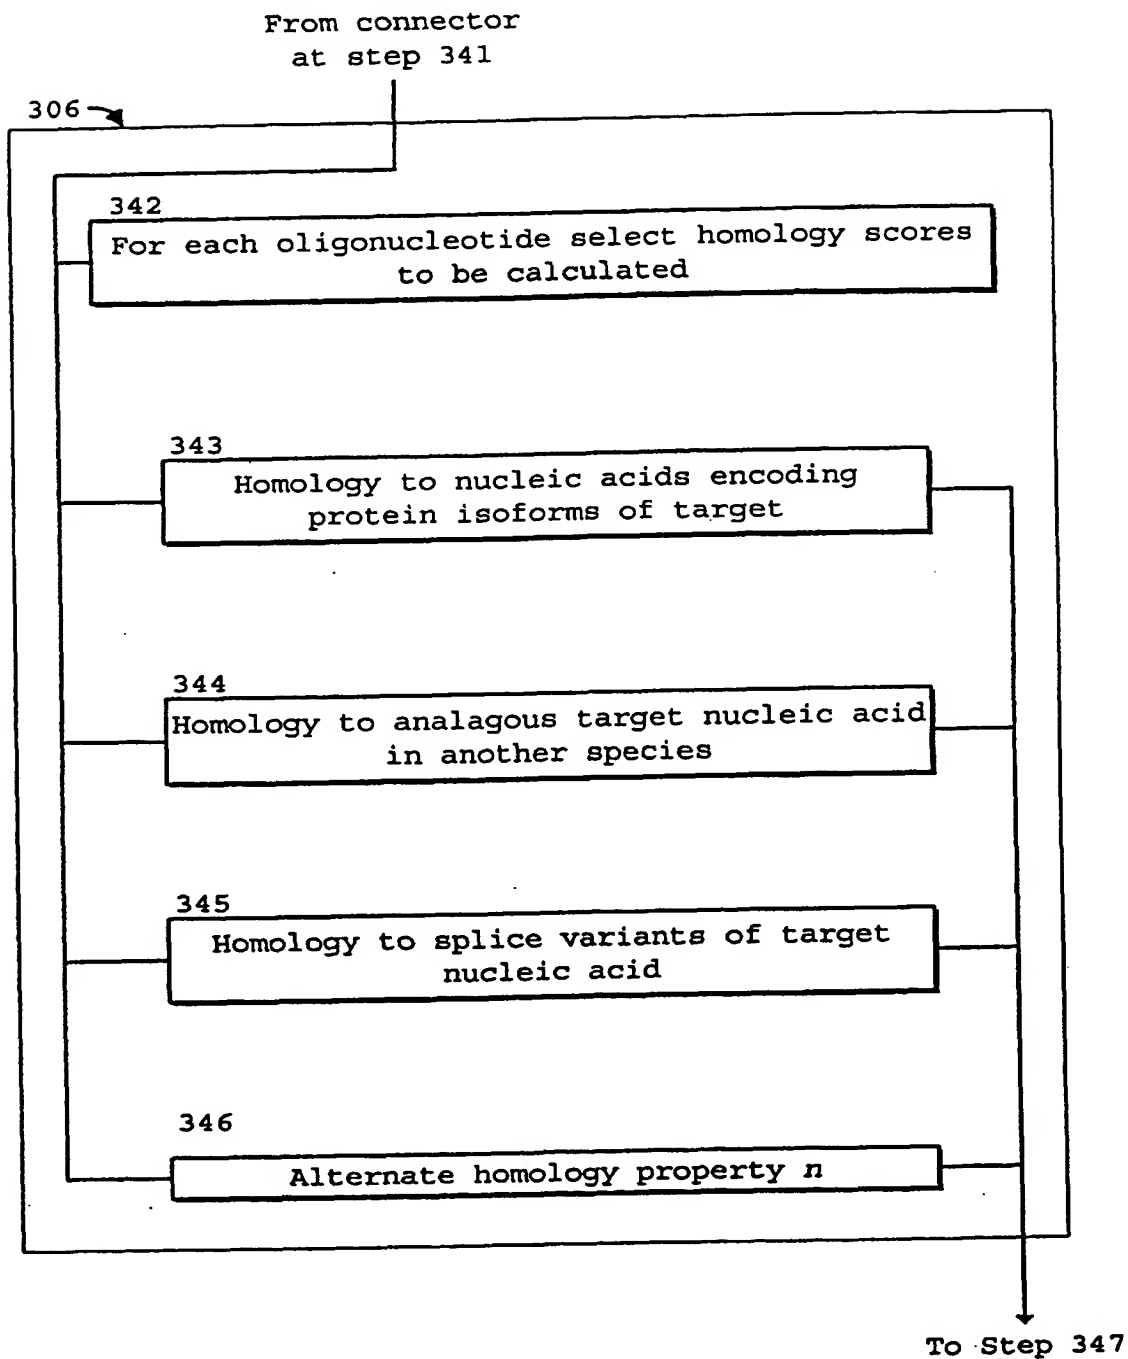 From connector
at step 341
306
342
For each oligonucleotide select homology scores
to be calculated
343
Homology to nucleic acids encoding
protein isoforms of target
344
Homology to analagous target nucleic acid
in another species
345
Homology to splice variants of target
nucleic acid
346
Alternate homology property n
To Step 347